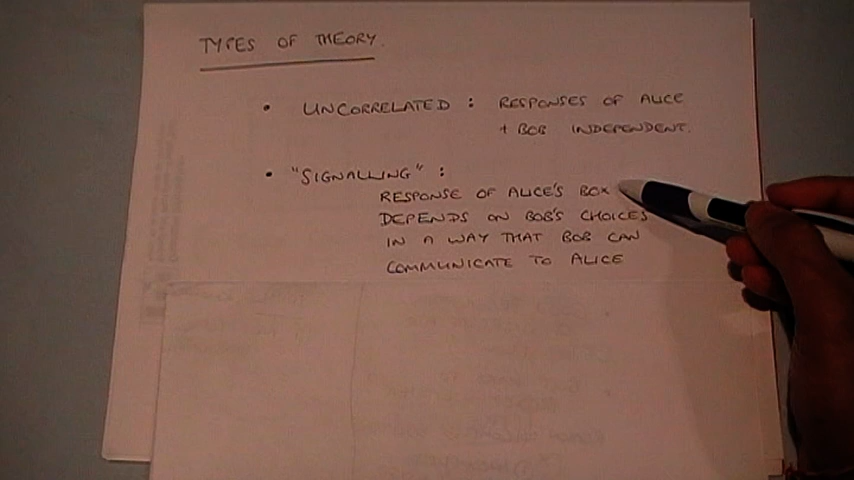 TYPES OF THEORY.
• UNCORRELATED : RESPONSES OF ALICE
+ BOB INDEPENDENT.
• "SIGNALLING" :
RESPONSE OF ALICE'S BOX
DEPENDS ON BOB'S CHOICES
IN A WAY THAT BOB CAN
COMMUNICATE TO ALICE